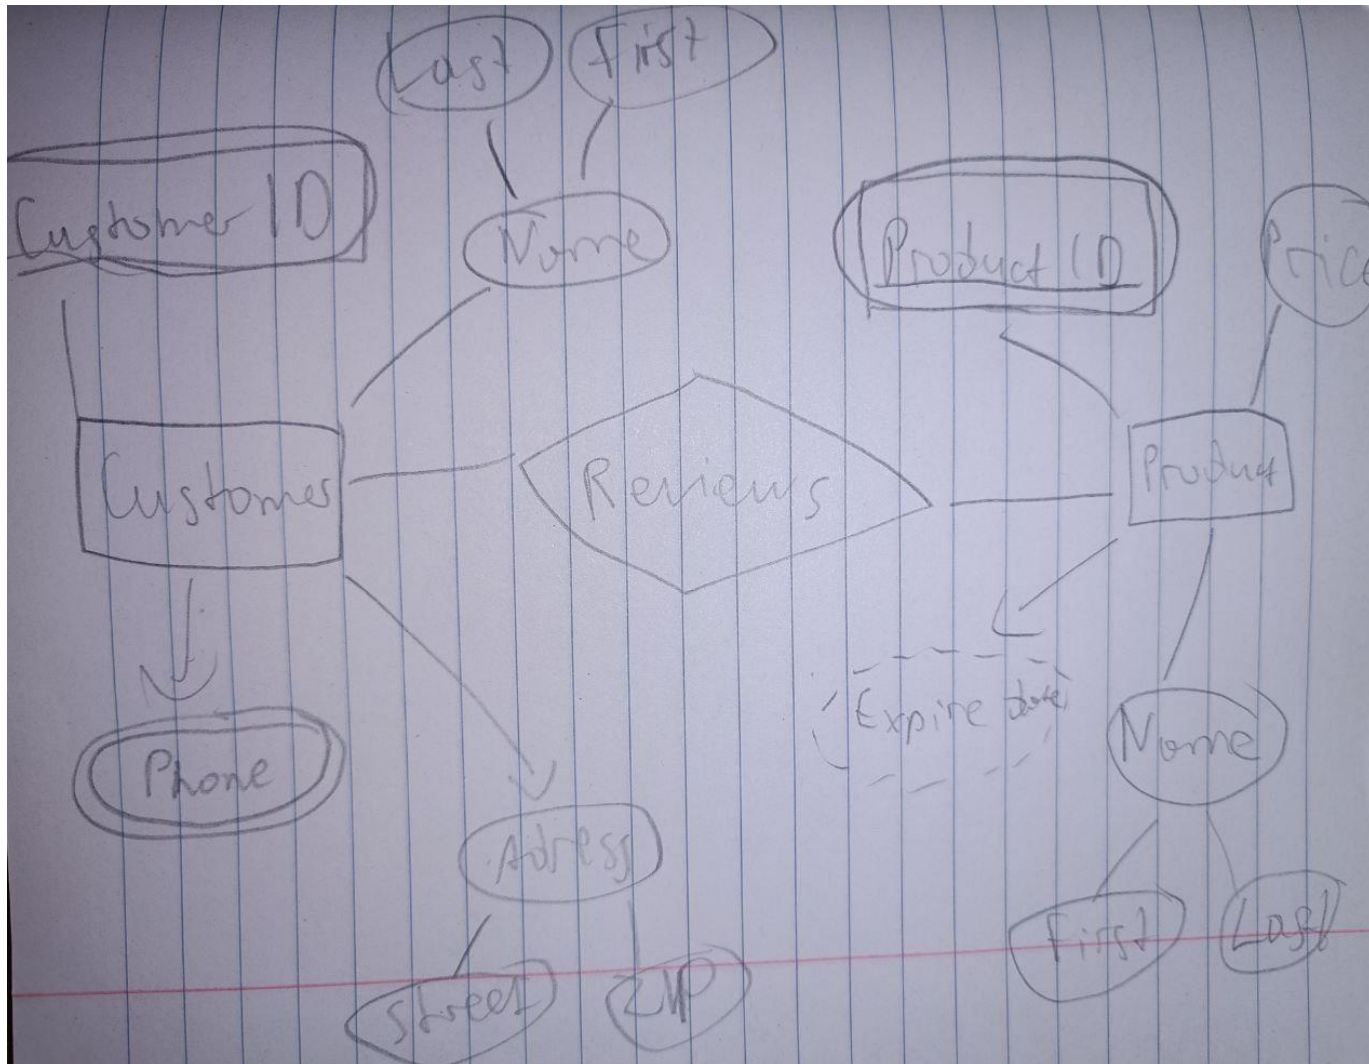 Last
First
Customer ID
Name
Product ID
Price
Customer
Reviews
Product
Phone
Expire date
Name
Adress
First
Last
Street
ZIP